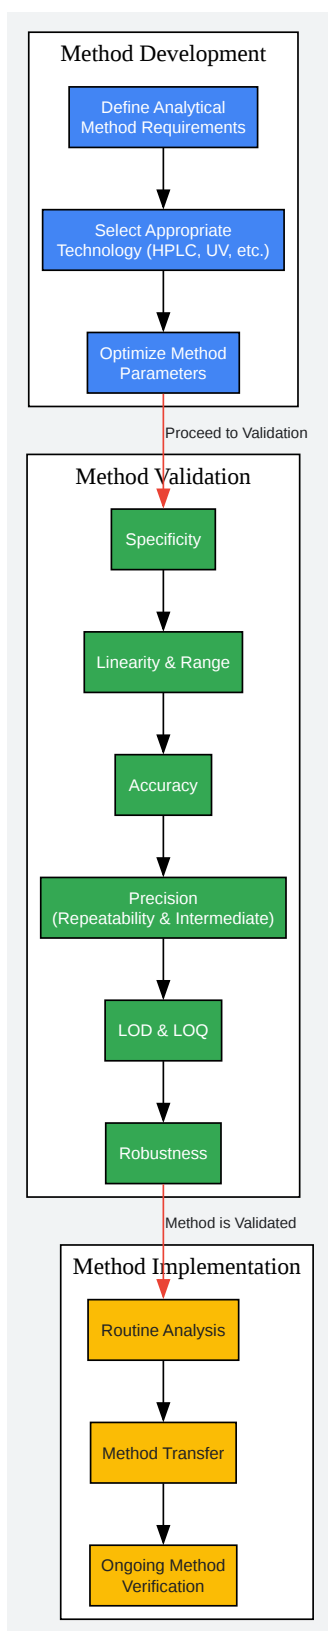 Method Development
Define Analytical
Method Requirements
Select Appropriate
Technology (HPLC, UV, etc.)
Optimize Method
Parameters
Proceed to Validation
Method Validation
Specificity
Linearity & Range
Accuracy
Precision
(Repeatability & Intermediate)
LOD & LOQ
Robustness
Method is Validated
Method Implementation
Routine Analysis
Method Transfer
Ongoing Method
Verification